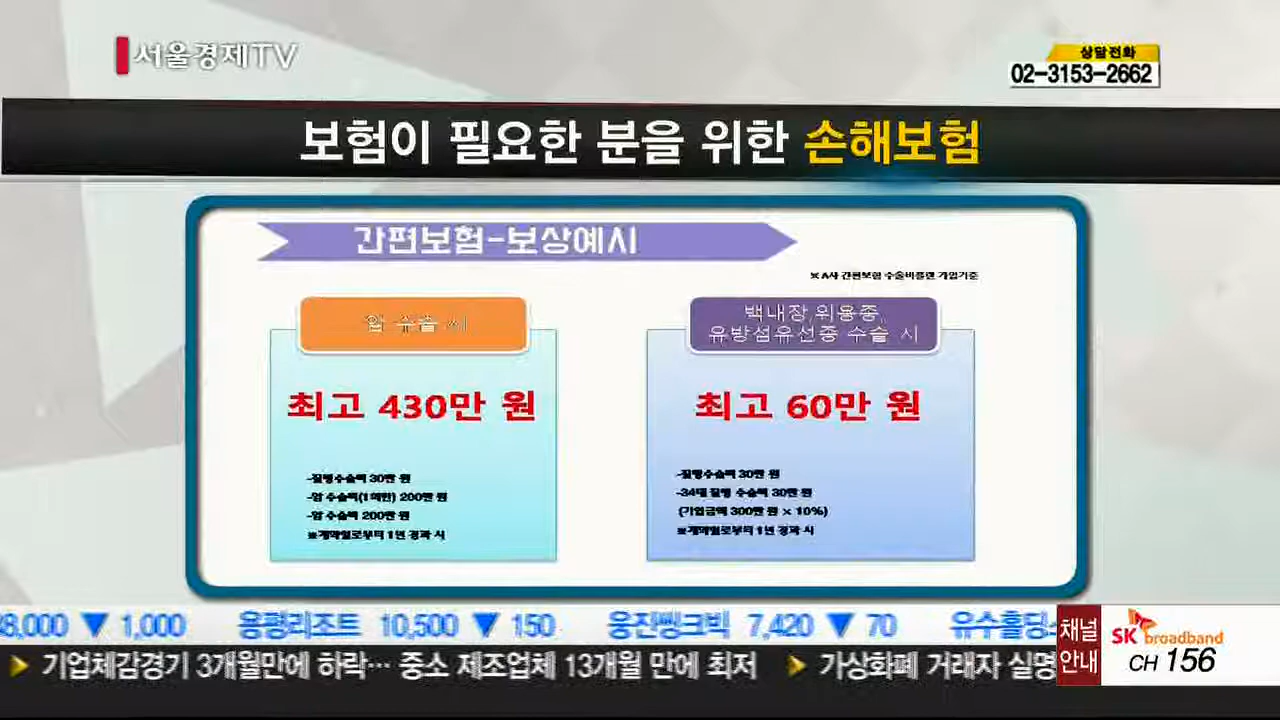 서울경제TV
상담전화
02-3153-2662
보험이 필요한 분을 위한 손해보험
간편보험-보상예시
※A사 간편보험 수술비플랜 가입기준
암 수술 시
최고 430만 원
-질병수술비 30만 원
-암 수술비(1회한) 200만 원
-암 수술비 200만 원
※계약일로부터 1년 경과 시
백내장,위용종,
유방섬유선종 수술 시
최고 60만 원
-질병수술비 30만 원
-34대 질병 수술비 30만 원
(가입금액 300만 원 × 10%)
※계약일로부터 1년 경과 시
8,000 ▼ 1,000 용평리조트 10,500 ▼ 150 웅진씽크빅 7,420 ▼ 70 유수홀딩스
기업체감경기 3개월만에 하락… 중소 제조업체 13개월 만에 최저 가상화폐 거래자 실명
채널
안내
SK broadband
CH 156